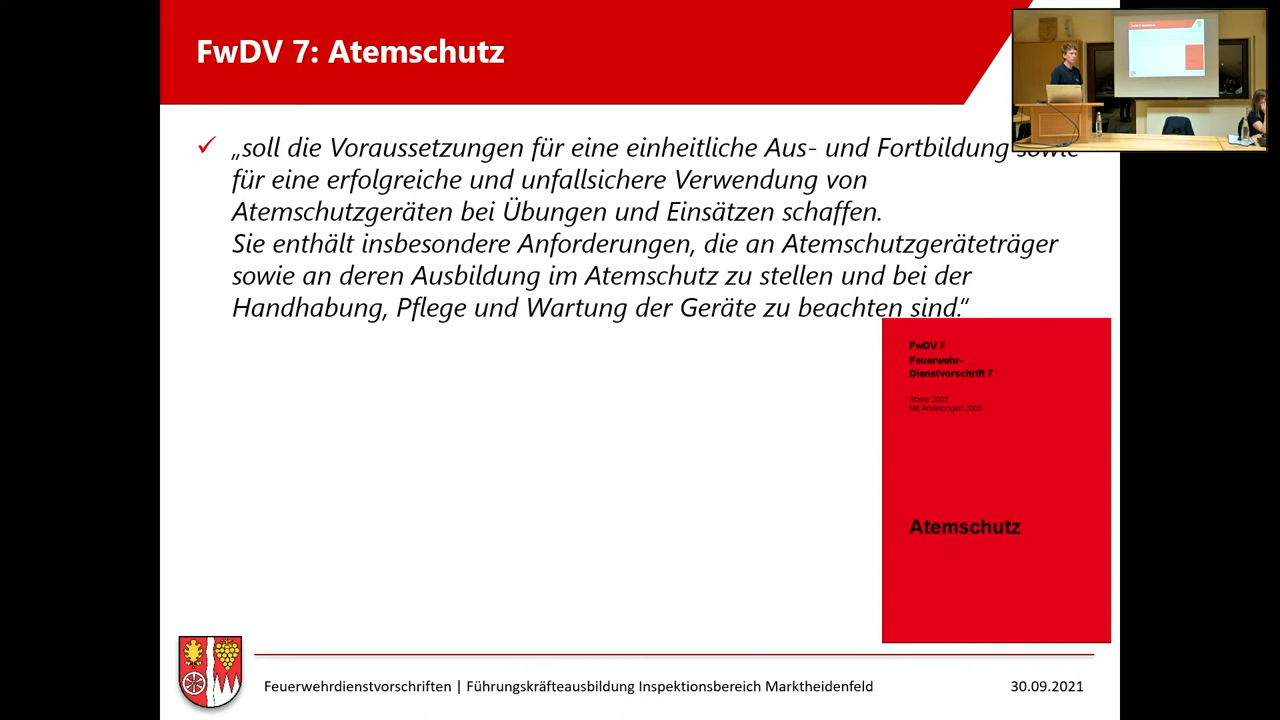 FwDV 7: Atemschutz
✓ „soll die Voraussetzungen für eine einheitliche Aus- und Fortbildung sowie
für eine erfolgreiche und unfallsichere Verwendung von
Atemschutzgeräten bei Übungen und Einsätzen schaffen.
Sie enthält insbesondere Anforderungen, die an Atemschutzgeräteträger
sowie an deren Ausbildung im Atemschutz zu stellen und bei der
Handhabung, Pflege und Wartung der Geräte zu beachten sind.“
FwDV 7
Feuerwehr-
Dienstvorschrift 7
Stand 2002
Mit Änderungen 2005
Atemschutz
Feuerwehrdienstvorschriften | Führungskräfteausbildung Inspektionsbereich Marktheidenfeld
30.09.2021